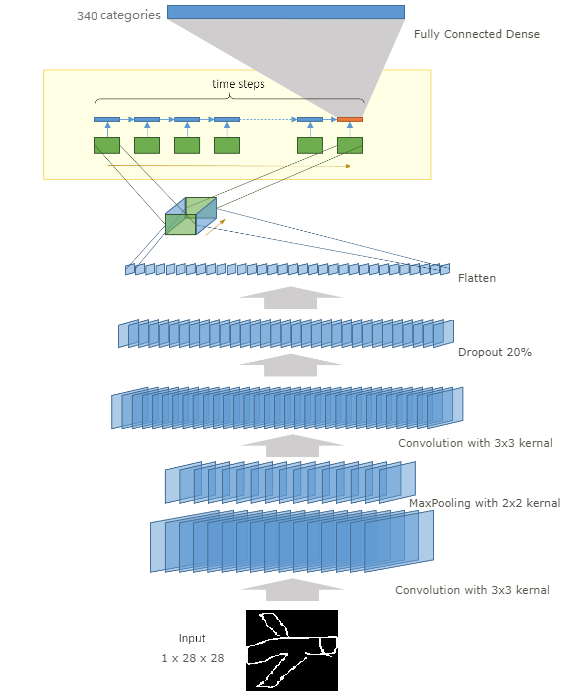 340 categories
Fully Connected Dense
time steps
Flatten
Dropout 20%
Convolution with 3x3 kernal
MaxPooling with 2x2 kernal
Convolution with 3x3 kernal
Input
1 x 28 x 28